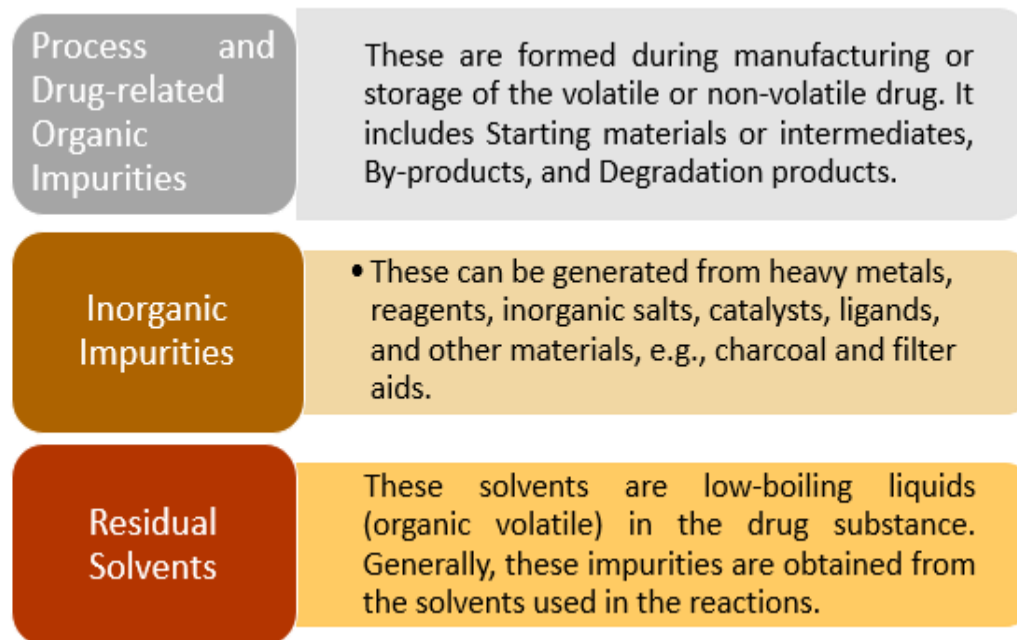 Process and
Drug-related
Organic
Impurities
These are formed during manufacturing or
storage of the volatile or non-volatile drug. It
includes Starting materials or intermediates,
By-products, and Degradation products.
Inorganic
Impurities
• These can be generated from heavy metals,
reagents, inorganic salts, catalysts, ligands,
and other materials, e.g., charcoal and filter
aids.
Residual
Solvents
These solvents are low-boiling liquids
(organic volatile) in the drug substance.
Generally, these impurities are obtained from
the solvents used in the reactions.